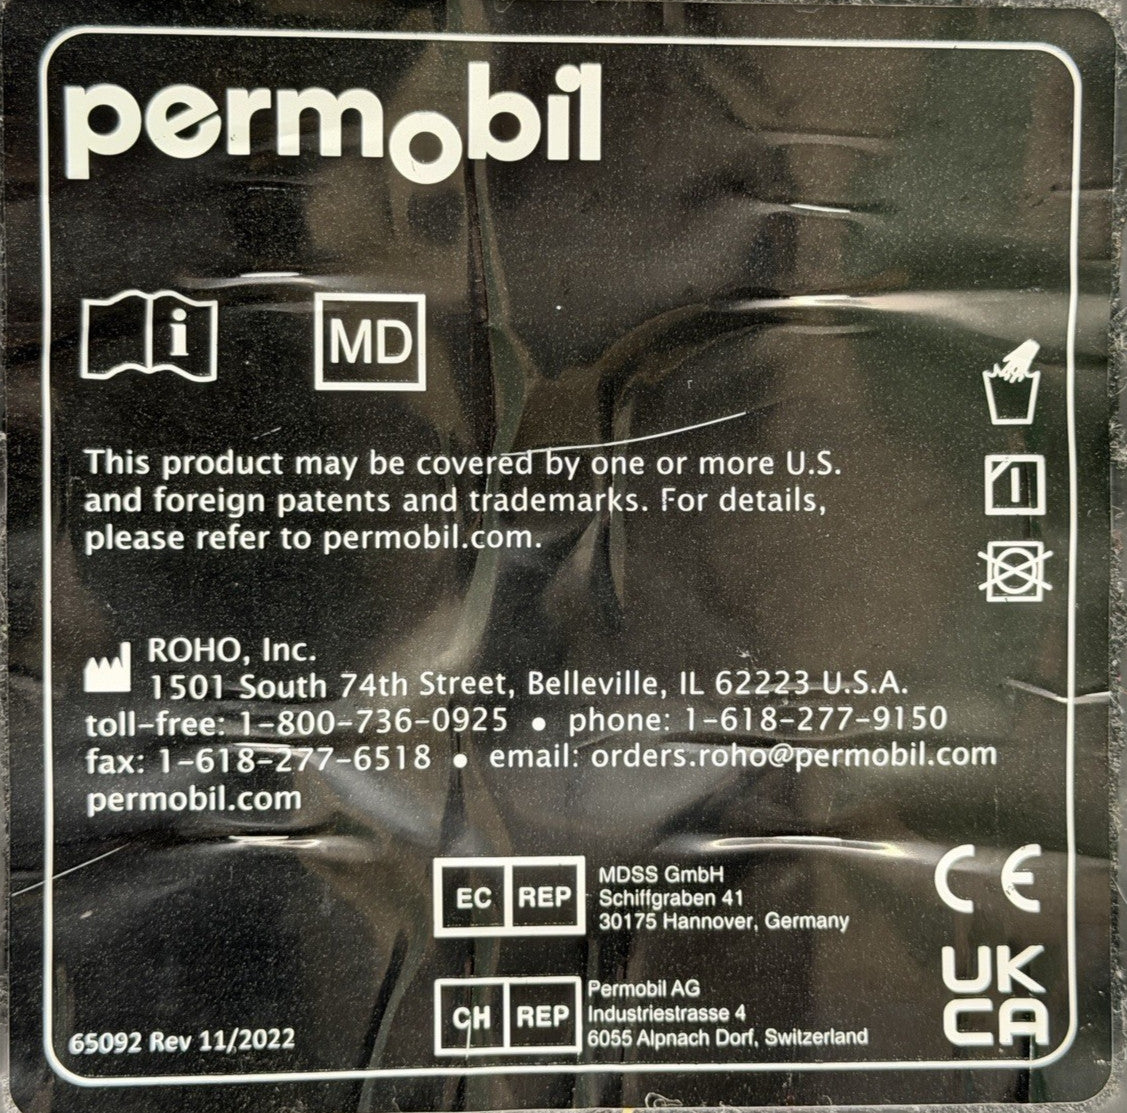 permobil
i
MD
This product may be covered by one or more U.S.
and foreign patents and trademarks. For details,
please refer to permobil.com.
ROHO, Inc.
1501 South 74th Street, Belleville, IL 62223 U.S.A.
toll-free: 1-800-736-0925 • phone: 1-618-277-9150
fax: 1-618-277-6518 • email: orders.roho@permobil.com
permobil.com
EC REP
MDSS GmbH
Schiffgraben 41
30175 Hannover, Germany
CE
CH REP
Permobil AG
Industriestrasse 4
6055 Alpnach Dorf, Switzerland
UK
CA
65092 Rev 11/2022